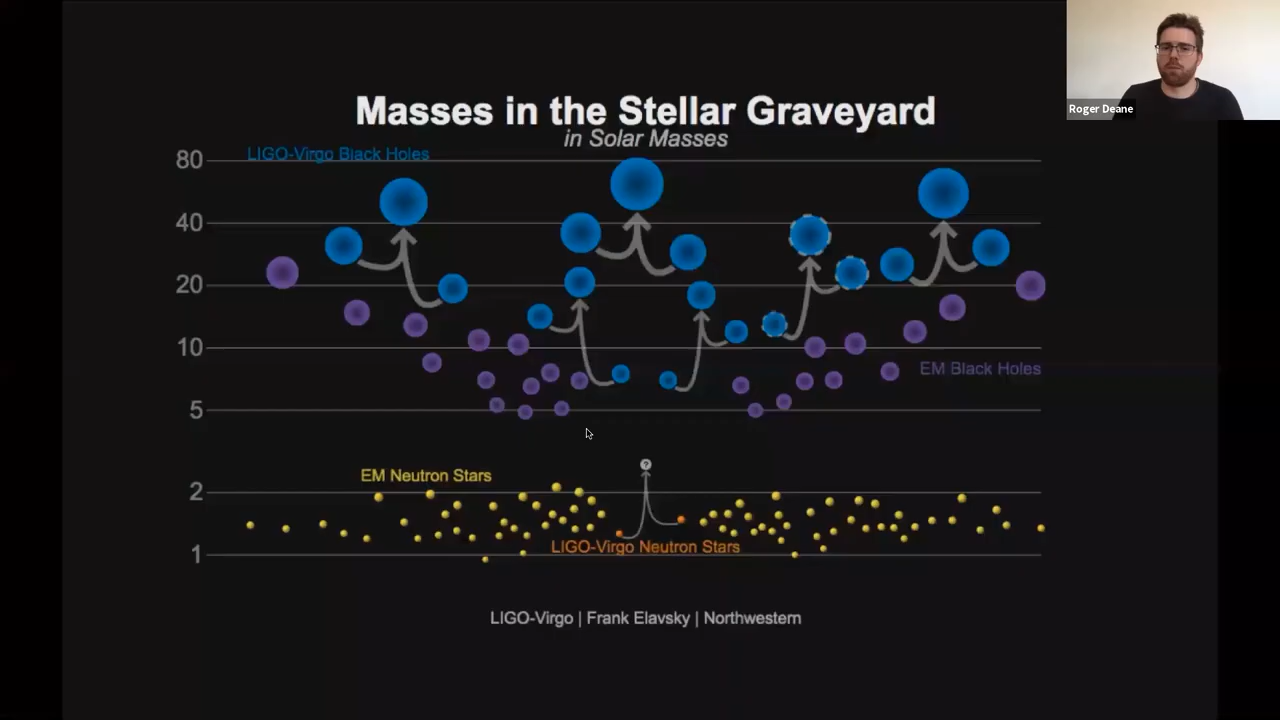 Roger Deane
Masses in the Stellar Graveyard
in Solar Masses
LIGO-Virgo Black Holes
80
40
20
10
EM Black Holes
5
EM Neutron Stars
2
?
LIGO-Virgo Neutron Stars
1
LIGO-Virgo | Frank Elavsky | Northwestern